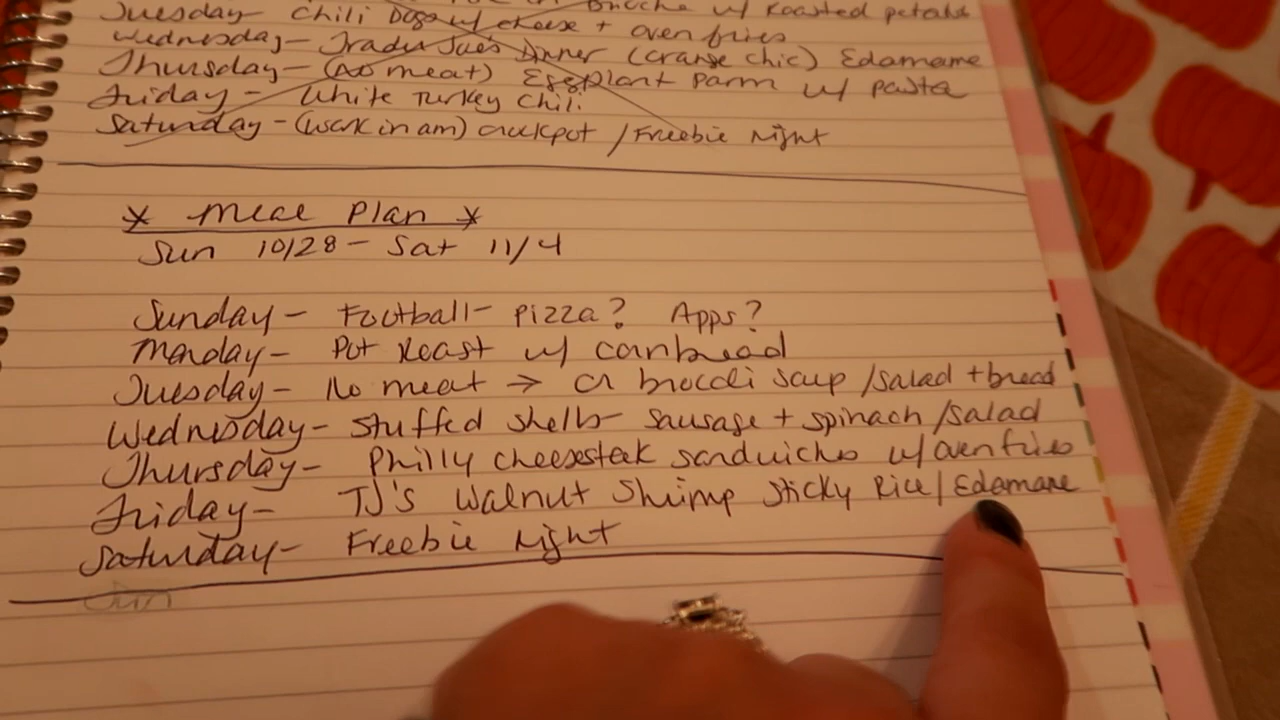 Brioche w/ Roasted potatoes
Tuesday - Chili Dogs w/ cheese + oven fries
Wednesday - Trader Joe's Dinner (orange chic) Edamame
Thursday - (No meat) Eggplant Parm w/ pasta
Friday - White Turkey Chili
Saturday - (work in am) crockpot / Freebie Night
* Meal Plan *
Sun 10/28 - Sat 11/4
Sunday - Football - pizza? Apps?
Monday - Pot Roast w/ cornbread
Tuesday - No meat → cr broccoli soup / salad + bread
Wednesday - Stuffed shells - sausage + spinach / salad
Thursday - Philly cheesesteak sandwiches w/ oven fries
Friday - TJ's Walnut Shrimp Sticky Rice / Edamame
Saturday - Freebie Night
Sun